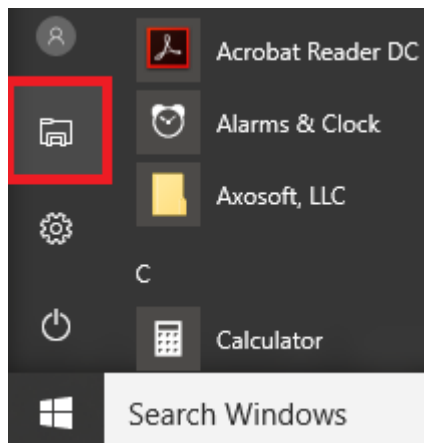 Acrobat Reader DC
Alarms & Clock
Axosoft, LLC
C
Calculator
Search Windows